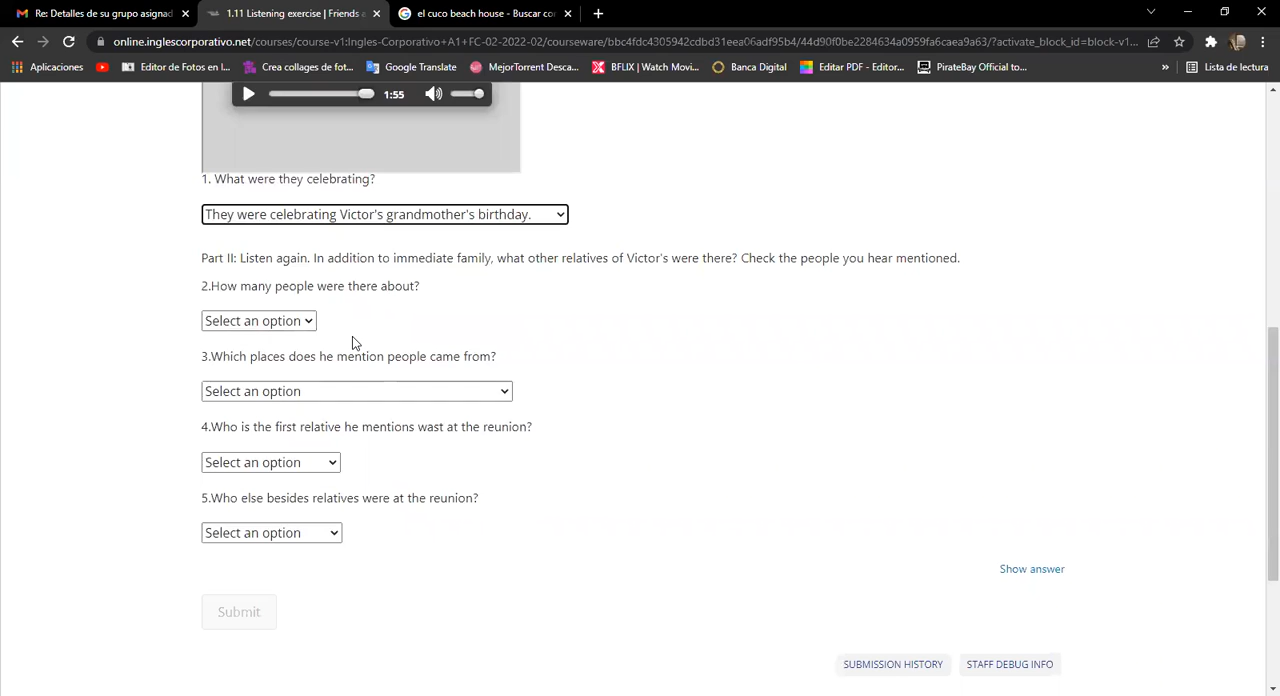 Re: Detalles de su grupo asignad
1.11 Listening exercise | Friends a
el cuco beach house - Buscar con
online.inglescorporativo.net/courses/course-v1:Ingles-Corporativo+A1+FC-02-2022-02/courseware/bbc4fdc4305942cdbd31eea06adf95b4/44d90f0be2284634a0959fa6caea9a63/?activate_block_id=block-v1...
Aplicaciones
Editor de Fotos en l...
Crea collages de fot...
Google Translate
MejorTorrent Desca...
BFLIX | Watch Movi...
Banca Digital
Editar PDF - Editor...
PirateBay Official to...
»
Lista de lectura
1:55
1. What were they celebrating?
They were celebrating Victor's grandmother's birthday.
Part II: Listen again. In addition to immediate family, what other relatives of Victor's were there? Check the people you hear mentioned.
2.How many people were there about?
Select an option
3.Which places does he mention people came from?
Select an option
4.Who is the first relative he mentions wast at the reunion?
Select an option
5.Who else besides relatives were at the reunion?
Select an option
Show answer
Submit
SUBMISSION HISTORY
STAFF DEBUG INFO